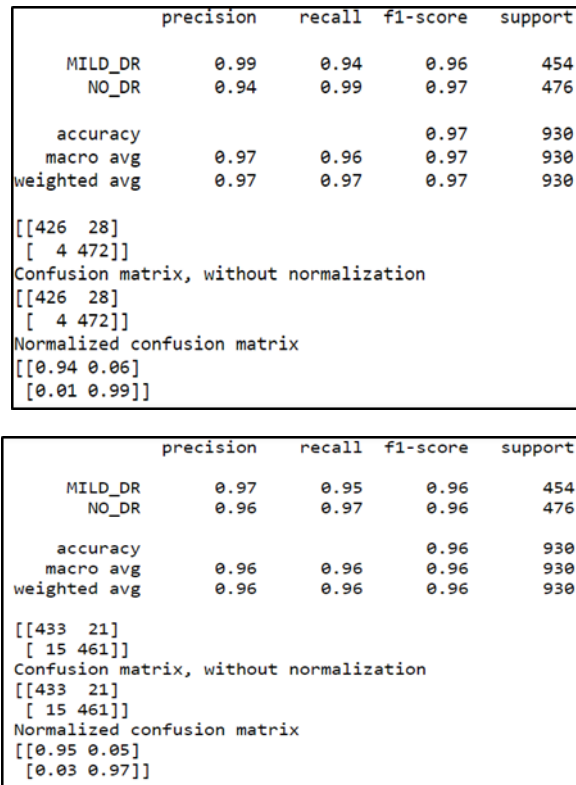 precision recall f1-score support
MILD_DR 0.99 0.94 0.96 454
NO_DR 0.94 0.99 0.97 476
accuracy 0.97 930
macro avg 0.97 0.96 0.97 930
weighted avg 0.97 0.97 0.97 930
[[426 28]
[ 4 472]]
Confusion matrix, without normalization
[[426 28]
[ 4 472]]
Normalized confusion matrix
[[0.94 0.06]
[0.01 0.99]]
precision recall f1-score support
MILD_DR 0.97 0.95 0.96 454
NO_DR 0.96 0.97 0.96 476
accuracy 0.96 930
macro avg 0.96 0.96 0.96 930
weighted avg 0.96 0.96 0.96 930
[[433 21]
[ 15 461]]
Confusion matrix, without normalization
[[433 21]
[ 15 461]]
Normalized confusion matrix
[[0.95 0.05]
[0.03 0.97]]